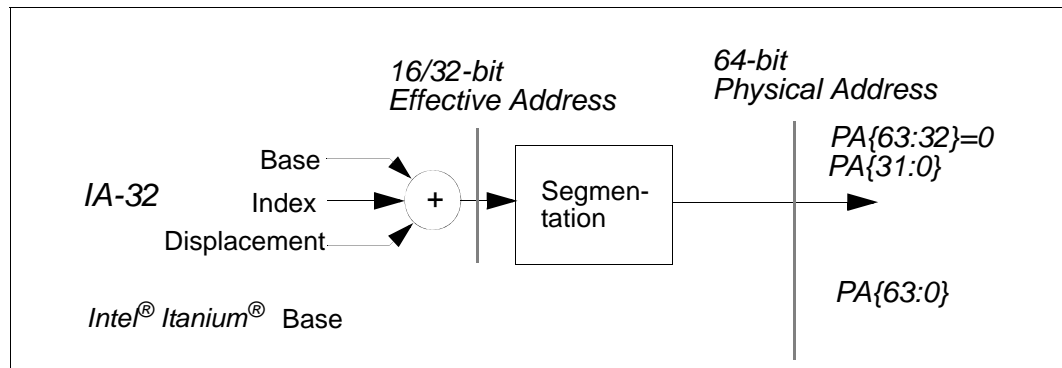 16/32-bit
Effective Address
64-bit
Physical Address
PA{63:32}=0
PA{31:0}
IA-32
Base
Index
Displacement
+
Segmen-
tation
PA{63:0}
Intel® Itanium® Base